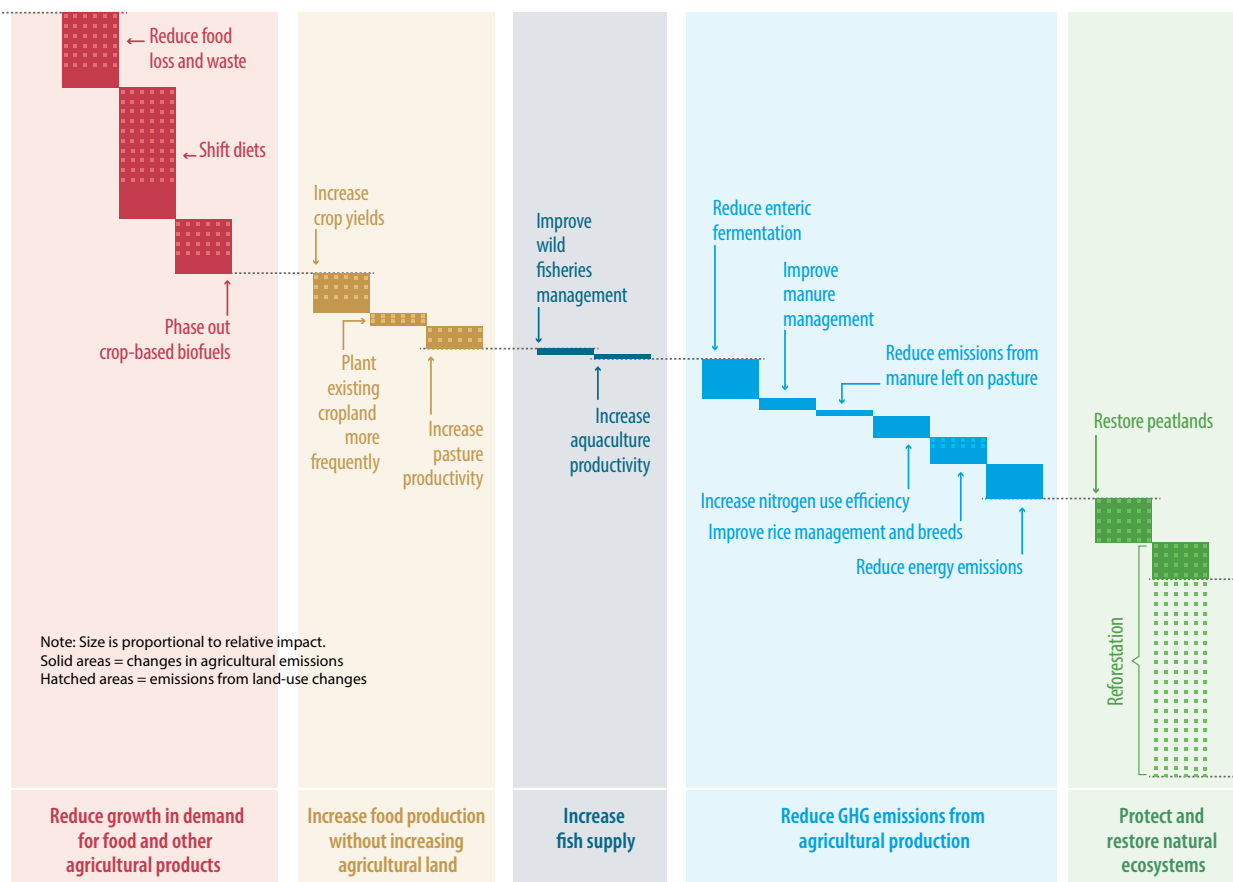 Reduce food
loss and waste
Shift diets
Phase out
crop-based biofuels
Increase
crop yields
Plant
existing
cropland
more
frequently
Increase
pasture
productivity
Improve
wild
fisheries
management
Increase
aquaculture
productivity
Reduce enteric
fermentation
Improve
manure
management
Reduce emissions from
manure left on pasture
Increase nitrogen use efficiency
Improve rice management and breeds
Reduce energy emissions
Restore peatlands
Reforestation
Note: Size is proportional to relative impact.
Solid areas = changes in agricultural emissions
Hatched areas = emissions from land-use changes
Reduce growth in demand
for food and other
agricultural products
Increase food production
without increasing
agricultural land
Increase
fish supply
Reduce GHG emissions from
agricultural production
Protect and
restore natural
ecosystems